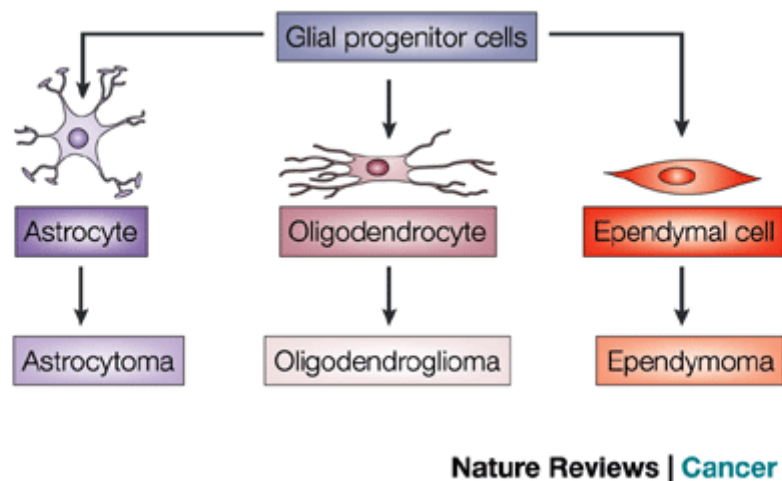 Glial progenitor cells
Astrocyte
Oligodendrocyte
Ependymal cell
Astrocytoma
Oligodendroglioma
Ependymoma
Nature Reviews | Cancer